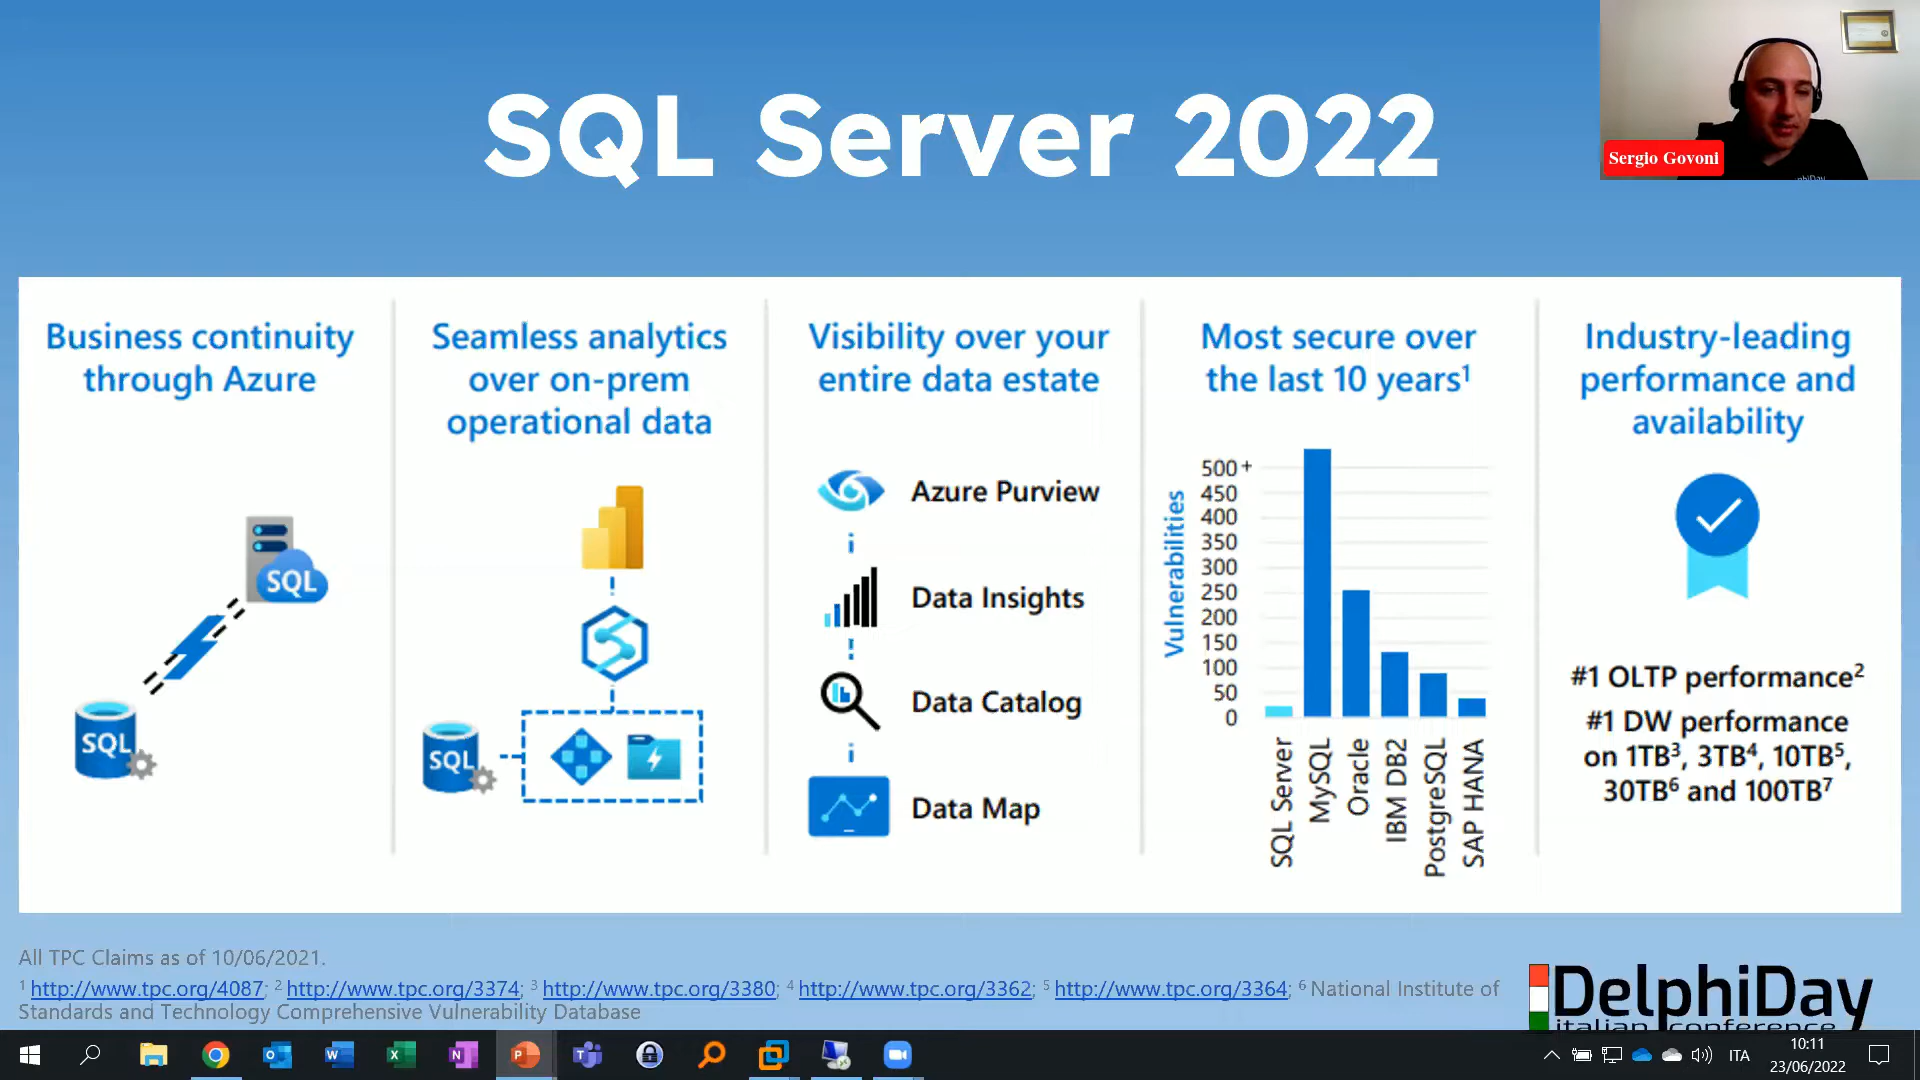 SQL Server 2022
Sergio Govoni
Business continuity
through Azure
SQL
SQL
Seamless analytics
over on-prem
operational data
SQL
Visibility over your
entire data estate
Azure Purview
Data Insights
Data Catalog
Data Map
Most secure over
the last 10 years¹
Vulnerabilities
500+
450
400
350
300
250
200
150
100
50
0
SQL Server
MySQL
Oracle
IBM DB2
PostgreSQL
SAP HANA
Industry-leading
performance and
availability
#1 OLTP performance²
#1 DW performance
on 1TB³, 3TB⁴, 10TB⁵,
30TB⁶ and 100TB⁷
All TPC Claims as of 10/06/2021.
¹ http://www.tpc.org/4087; ² http://www.tpc.org/3374; ³ http://www.tpc.org/3380; ⁴ http://www.tpc.org/3362; ⁵ http://www.tpc.org/3364; ⁶ National Institute of
Standards and Technology Comprehensive Vulnerability Database
DelphiDay
italian conference
ITA
10:11
23/06/2022